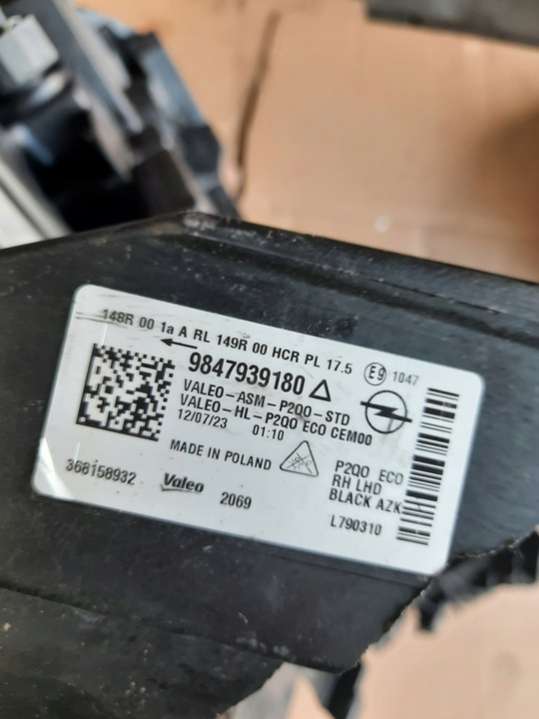 148R 00 1a A RL 149R 00 HCR PL 17.5 E9 1047
9847939180
VALEO-ASM-P2QO-STD
VALEO-HL-P2QO ECO CEM00
12/07/23 01:10
MADE IN POLAND
P2QO ECO
RH LHD
BLACK AZK
368158932 Valeo 2069
L790310